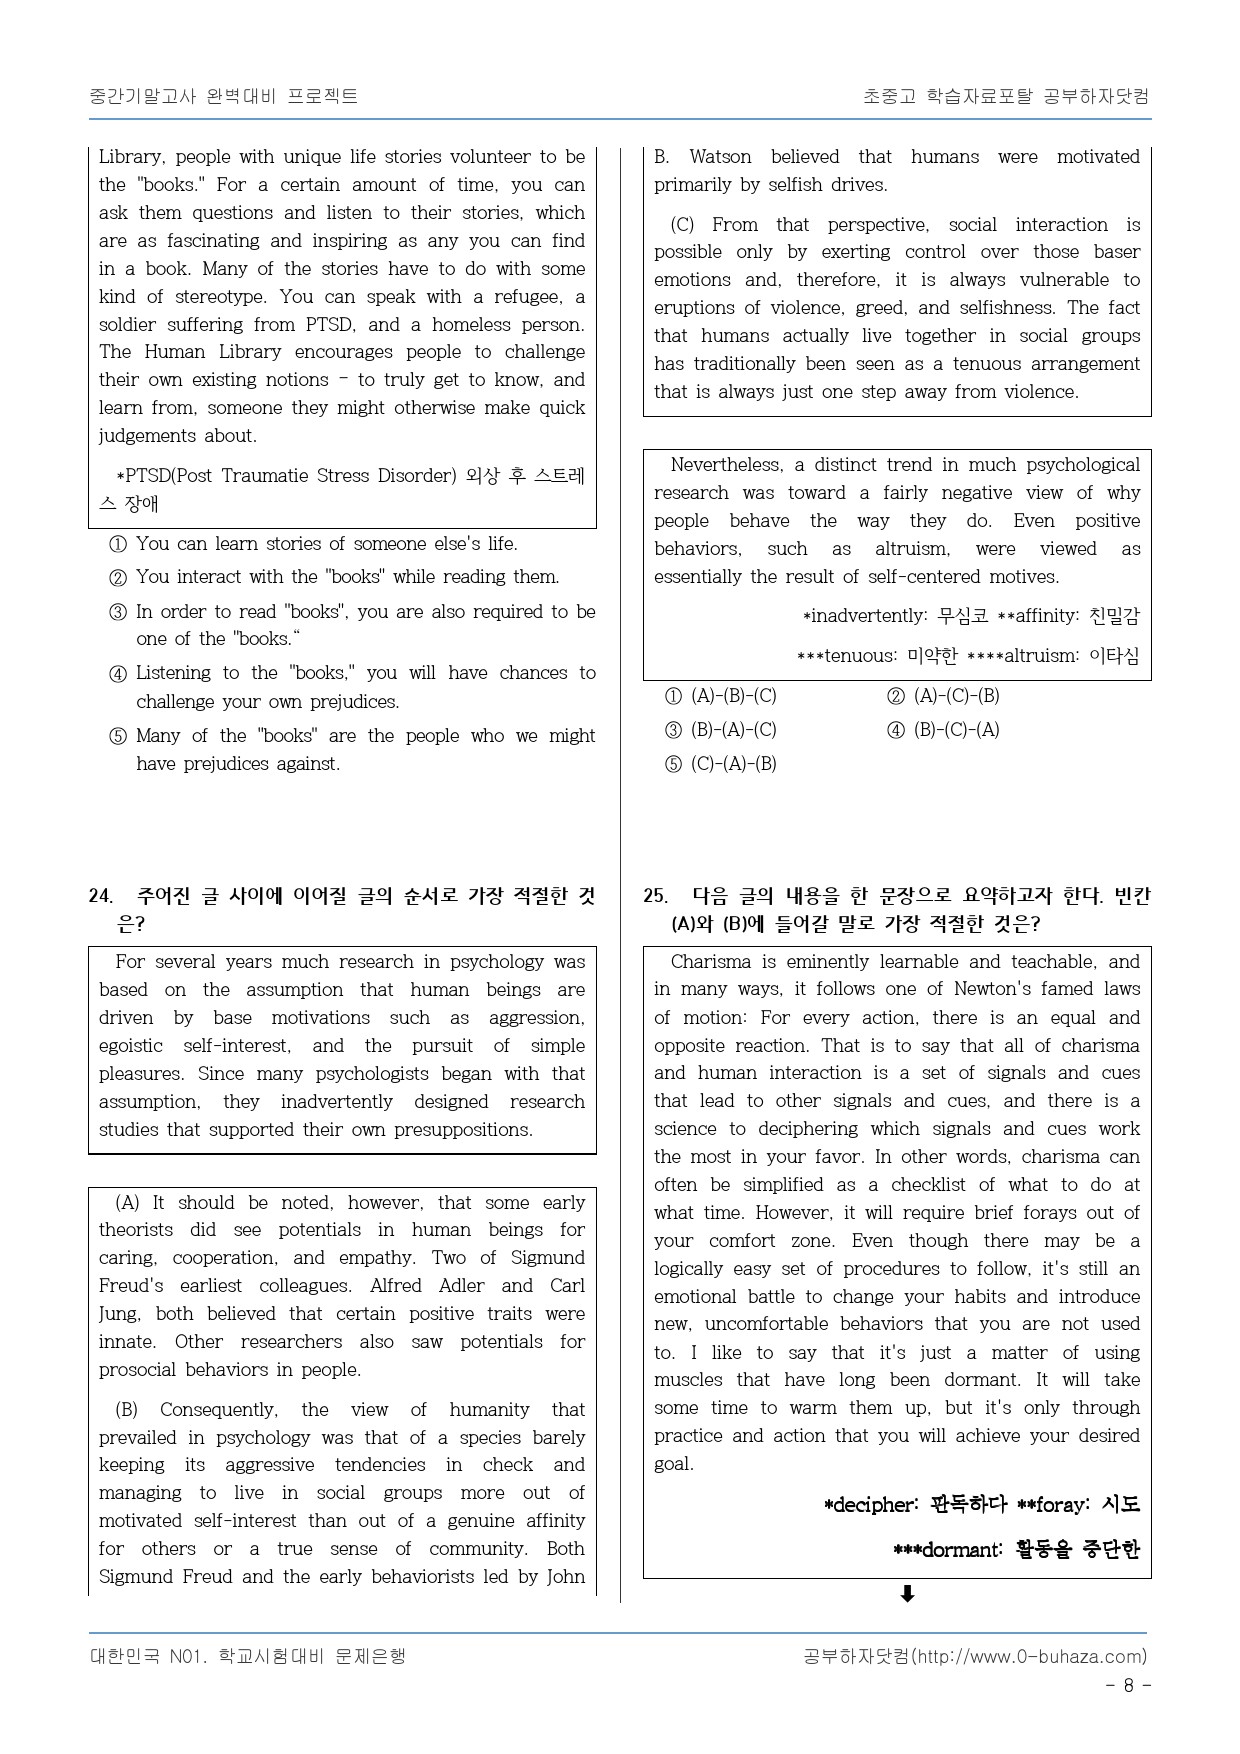 중간기말고사 완벽대비 프로젝트
초중고 학습자료포탈 공부하자닷컴
Library, people with unique life stories volunteer to be
the "books." For a certain amount of time, you can
ask them questions and listen to their stories, which
are as fascinating and inspiring as any you can find
in a book. Many of the stories have to do with some
kind of stereotype. You can speak with a refugee, a
soldier suffering from PTSD, and a homeless person.
The Human Library encourages people to challenge
their own existing notions - to truly get to know, and
learn from, someone they might otherwise make quick
judgements about.
*PTSD(Post Traumatie Stress Disorder) 외상 후 스트레
스 장애
① You can learn stories of someone else's life.
② You interact with the "books" while reading them.
③ In order to read "books", you are also required to be
one of the "books.“
④ Listening to the "books," you will have chances to
challenge your own prejudices.
⑤ Many of the "books" are the people who we might
have prejudices against.
24. 주어진 글 사이에 이어질 글의 순서로 가장 적절한 것
은?
For several years much research in psychology was
based on the assumption that human beings are
driven by base motivations such as aggression,
egoistic self-interest, and the pursuit of simple
pleasures. Since many psychologists began with that
assumption, they inadvertently designed research
studies that supported their own presuppositions.
(A) It should be noted, however, that some early
theorists did see potentials in human beings for
caring, cooperation, and empathy. Two of Sigmund
Freud's earliest colleagues. Alfred Adler and Carl
Jung, both believed that certain positive traits were
innate. Other researchers also saw potentials for
prosocial behaviors in people.
(B) Consequently, the view of humanity that
prevailed in psychology was that of a species barely
keeping its aggressive tendencies in check and
managing to live in social groups more out of
motivated self-interest than out of a genuine affinity
for others or a true sense of community. Both
Sigmund Freud and the early behaviorists led by John
B. Watson believed that humans were motivated
primarily by selfish drives.
(C) From that perspective, social interaction is
possible only by exerting control over those baser
emotions and, therefore, it is always vulnerable to
eruptions of violence, greed, and selfishness. The fact
that humans actually live together in social groups
has traditionally been seen as a tenuous arrangement
that is always just one step away from violence.
Nevertheless, a distinct trend in much psychological
research was toward a fairly negative view of why
people behave the way they do. Even positive
behaviors, such as altruism, were viewed as
essentially the result of self-centered motives.
*inadvertently: 무심코 **affinity: 친밀감
***tenuous: 미약한 ****altruism: 이타심
① (A)-(B)-(C) ② (A)-(C)-(B)
③ (B)-(A)-(C) ④ (B)-(C)-(A)
⑤ (C)-(A)-(B)
25. 다음 글의 내용을 한 문장으로 요약하고자 한다. 빈칸
(A)와 (B)에 들어갈 말로 가장 적절한 것은?
Charisma is eminently learnable and teachable, and
in many ways, it follows one of Newton's famed laws
of motion: For every action, there is an equal and
opposite reaction. That is to say that all of charisma
and human interaction is a set of signals and cues
that lead to other signals and cues, and there is a
science to deciphering which signals and cues work
the most in your favor. In other words, charisma can
often be simplified as a checklist of what to do at
what time. However, it will require brief forays out of
your comfort zone. Even though there may be a
logically easy set of procedures to follow, it's still an
emotional battle to change your habits and introduce
new, uncomfortable behaviors that you are not used
to. I like to say that it's just a matter of using
muscles that have long been dormant. It will take
some time to warm them up, but it's only through
practice and action that you will achieve your desired
goal.
*decipher: 판독하다 **foray: 시도
***dormant: 활동을 중단한
대한민국 N01. 학교시험대비 문제은행
공부하자닷컴(http://www.0-buhaza.com)
- 8 -